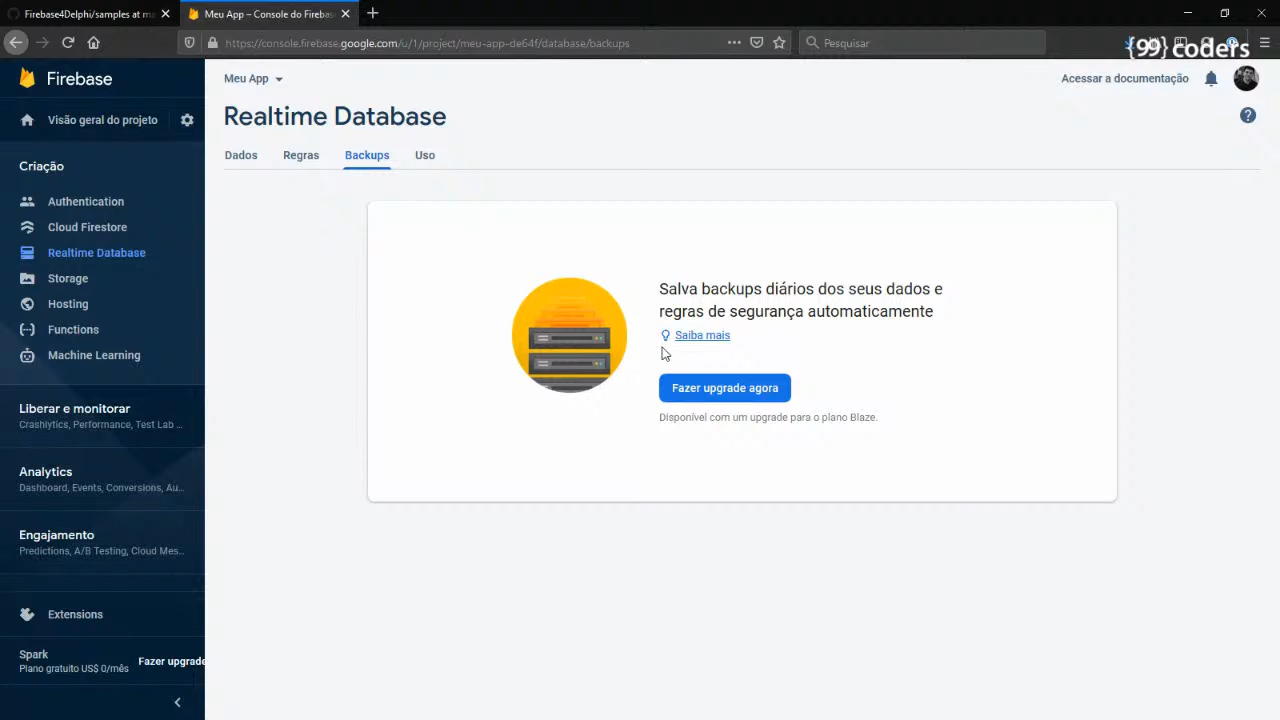 Firebase4Delphi/samples at ma
Meu App – Console do Firebas
https://console.firebase.google.com/u/1/project/meu-app-de64f/database/backups
Pesquisar
{99} coders
Firebase
Meu App
Acessar a documentação
Visão geral do projeto
Realtime Database
Dados
Regras
Backups
Uso
Criação
Authentication
Cloud Firestore
Realtime Database
Storage
Hosting
Functions
Machine Learning
Salva backups diários dos seus dados e
regras de segurança automaticamente
Saiba mais
Fazer upgrade agora
Disponível com um upgrade para o plano Blaze.
Liberar e monitorar
Crashlytics, Performance, Test Lab ...
Analytics
Dashboard, Events, Conversions, Au...
Engajamento
Predictions, A/B Testing, Cloud Mes...
Extensions
Spark
Plano gratuito US$ 0/mês
Fazer upgrade